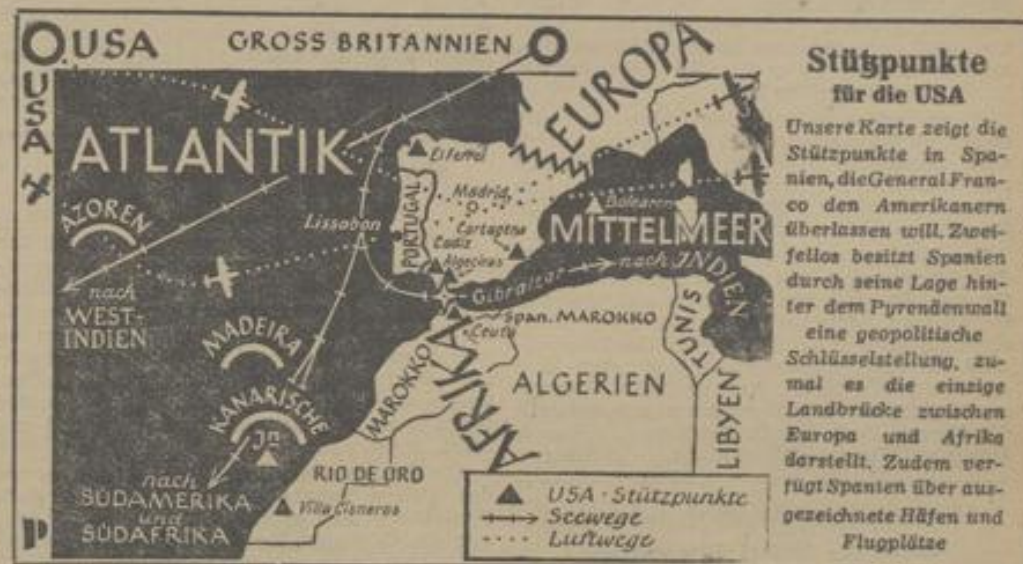 USA
GROSS BRITANNIEN
USA
EUROPA
ATLANTIK
El Ferrol
AZOREN
Lissabon
PORTUGAL
Madrid
Cartagena
Cadiz
Algeciras
Balearen
MITTELMEER
Gibraltar
nach INDIEN
nach
WEST-
INDIEN
MADEIRA
Ceuta
span. MAROKKO
TUNIS
KANARISCHE
Jn
MAROKKO
AFRIKA
ALGERIEN
LIBYEN
nach
SÜDAMERIKA
und
SÜDAFRIKA
RIO DE ORO
Villa Cisneros
P
USA-Stützpunkte
Seewege
Luftwege
Stützpunkte
für die USA
Unsere Karte zeigt die
Stützpunkte in Spa-
nien, die General Fran-
co den Amerikanern
überlassen will. Zwei-
fellos besitzt Spanien
durch seine Lage hin-
ter dem Pyrenäenwall
eine geopolitische
Schlüsselstellung, zu-
mal es die einzige
Landbrücke zwischen
Europa und Afrika
darstellt. Zudem ver-
fügt Spanien über aus-
gezeichnete Häfen und
Flugplätze